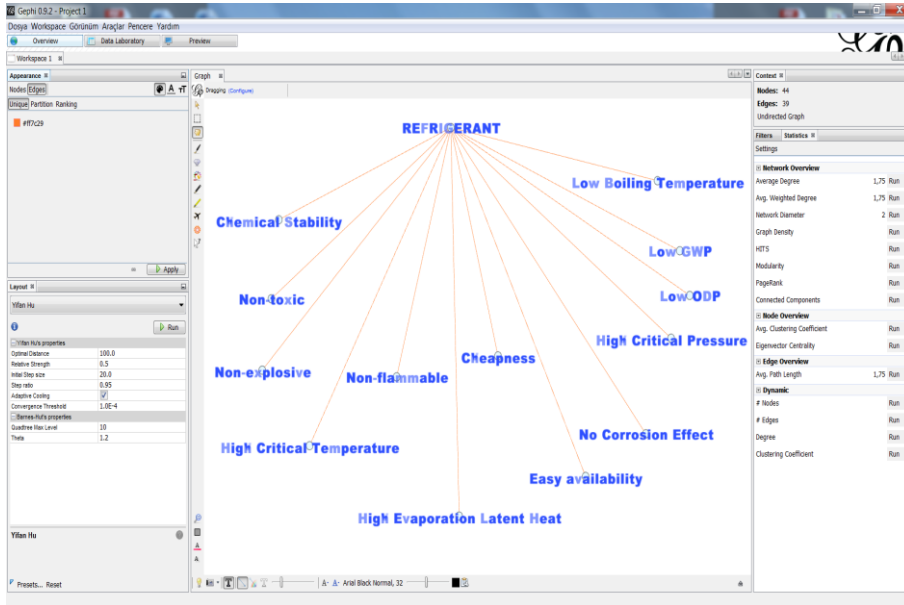 Gephi 0.9.2 - Project 1
Dosya Workspace Görünüm Araçlar Pencere Yardım
Overview Data Laboratory Preview
Workspace 1
Appearance
Nodes Edges
Unique Partition Ranking
#ff7c29
Apply
Layout
Yifan Hu
Run
Yifan Hu's properties
Optimal Distance 100.0
Relative Strength 0.5
Initial Step size 20.0
Step ratio 0.95
Adaptive Cooling
Convergence Threshold 1.0E-4
Barnes-Hut's properties
Quadtree Max Level 10
Theta 1.2
Yifan Hu
Presets... Reset
Graph
Dragging (Configure)
REFRIGERANT
Low Boiling Temperature
Chemical Stability
Low GWP
Non-toxic
Low ODP
High Critical Pressure
Cheapness
Non-explosive
Non-flammable
No Corrosion Effect
High Critical Temperature
Easy availability
High Evaporation Latent Heat
A- A- Arial Black Normal, 32
Context
Nodes: 44
Edges: 39
Undirected Graph
Filters Statistics
Settings
Network Overview
Average Degree 1,75 Run
Avg. Weighted Degree 1,75 Run
Network Diameter 2 Run
Graph Density Run
HITS Run
Modularity Run
PageRank Run
Connected Components Run
Node Overview
Avg. Clustering Coefficient Run
Eigenvector Centrality Run
Edge Overview
Avg. Path Length 1,75 Run
Dynamic
# Nodes Run
# Edges Run
Degree Run
Clustering Coefficient Run